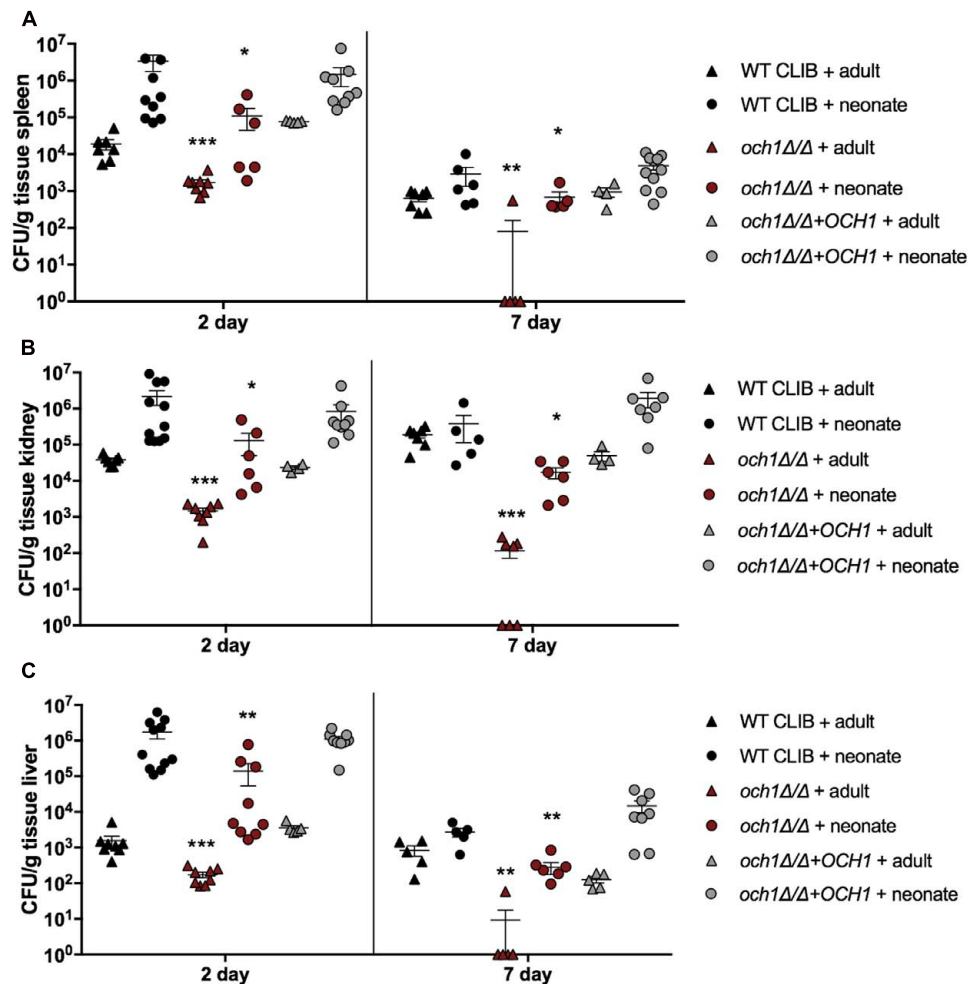 A
CFU/g tissue spleen
10⁷
10⁶
10⁵
10⁴
10³
10²
10¹
10⁰
***
*
**
*
2 day
7 day
WT CLIB + adult
WT CLIB + neonate
och1Δ/Δ + adult
och1Δ/Δ + neonate
och1Δ/Δ+OCH1 + adult
och1Δ/Δ+OCH1 + neonate
B
CFU/g tissue kidney
10⁷
10⁶
10⁵
10⁴
10³
10²
10¹
10⁰
***
*
***
*
2 day
7 day
WT CLIB + adult
WT CLIB + neonate
och1Δ/Δ + adult
och1Δ/Δ + neonate
och1Δ/Δ+OCH1 + adult
och1Δ/Δ+OCH1 + neonate
C
CFU/g tissue liver
10⁷
10⁶
10⁵
10⁴
10³
10²
10¹
10⁰
***
**
**
**
2 day
7 day
WT CLIB + adult
WT CLIB + neonate
och1Δ/Δ + adult
och1Δ/Δ + neonate
och1Δ/Δ+OCH1 + adult
och1Δ/Δ+OCH1 + neonate